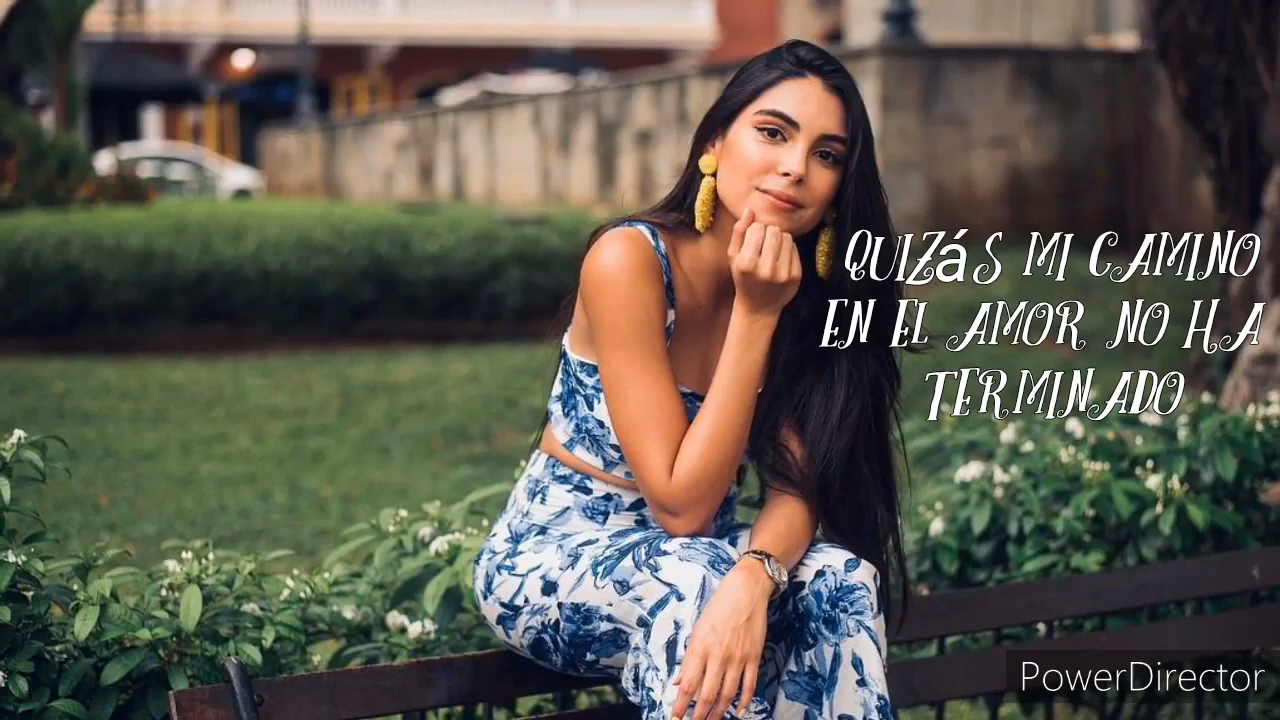 QUIZáS MI CAMINO
EN EL AMOR NO HA
TERMINADO
PowerDirector